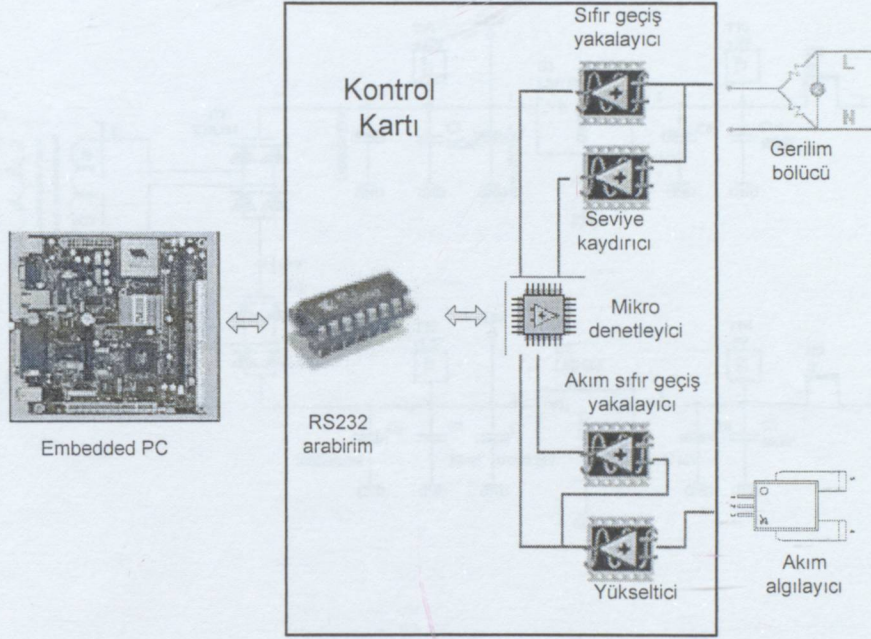 Sıfır geçiş
yakalayıcı
Kontrol
Kartı
L
N
Gerilim
bölücü
Seviye
kaydırıcı
Mikro
denetleyici
Akım sıfır geçiş
yakalayıcı
RS232
arabirim
Embedded PC
Akım
algılayıcı
Yükseltici